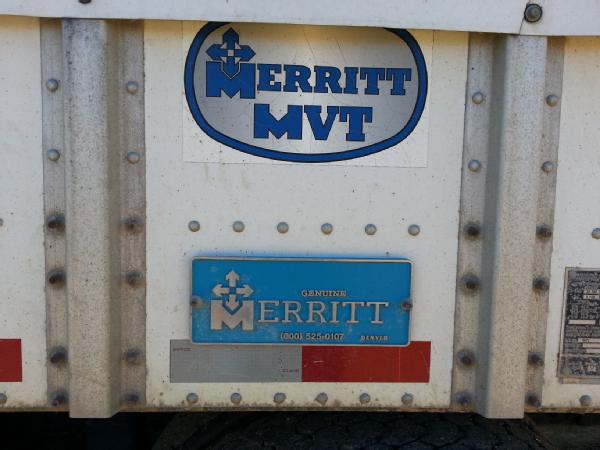 MERRITT
MVT
GENUINE
MERRITT
(800) 525-0107 DENVER